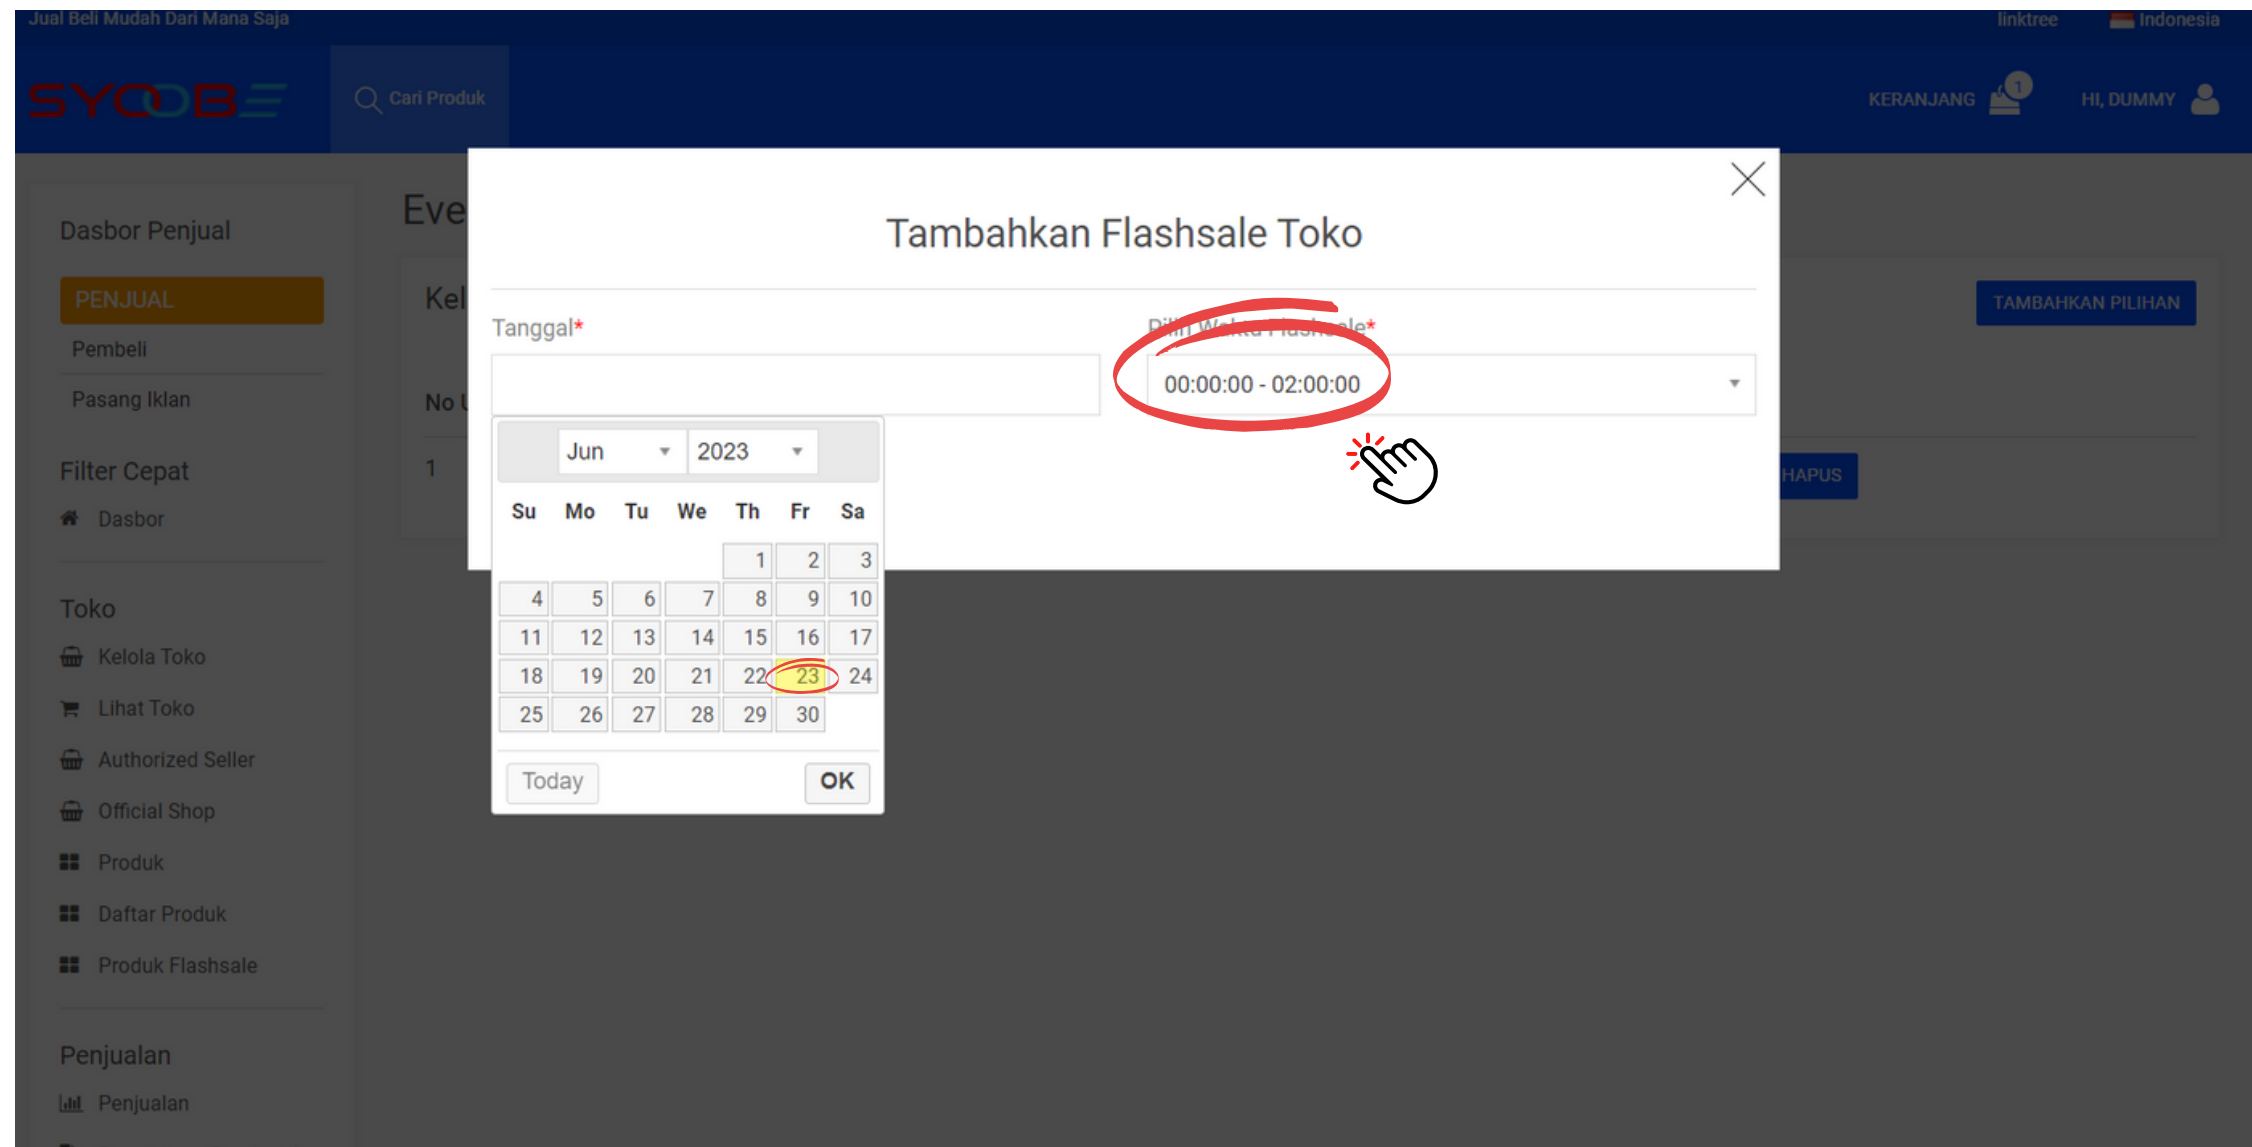 Jual Beli Mudah Dari Mana Saja
linktree
Indonesia
SYOOBE
Cari Produk
KERANJANG
1
HI, DUMMY
Dasbor Penjual
PENJUAL
Pembeli
Pasang Iklan
Filter Cepat
Dasbor
Toko
Kelola Toko
Lihat Toko
Authorized Seller
Official Shop
Produk
Daftar Produk
Produk Flashsale
Penjualan
Penjualan
Eve
Kel
TAMBAHKAN PILIHAN
No U
1
HAPUS
Tambahkan Flashsale Toko
Tanggal*
Pilih Waktu Flashsale*
00:00:00 - 02:00:00
Jun 2023
Su Mo Tu We Th Fr Sa
1 2 3
4 5 6 7 8 9 10
11 12 13 14 15 16 17
18 19 20 21 22 23 24
25 26 27 28 29 30
Today OK